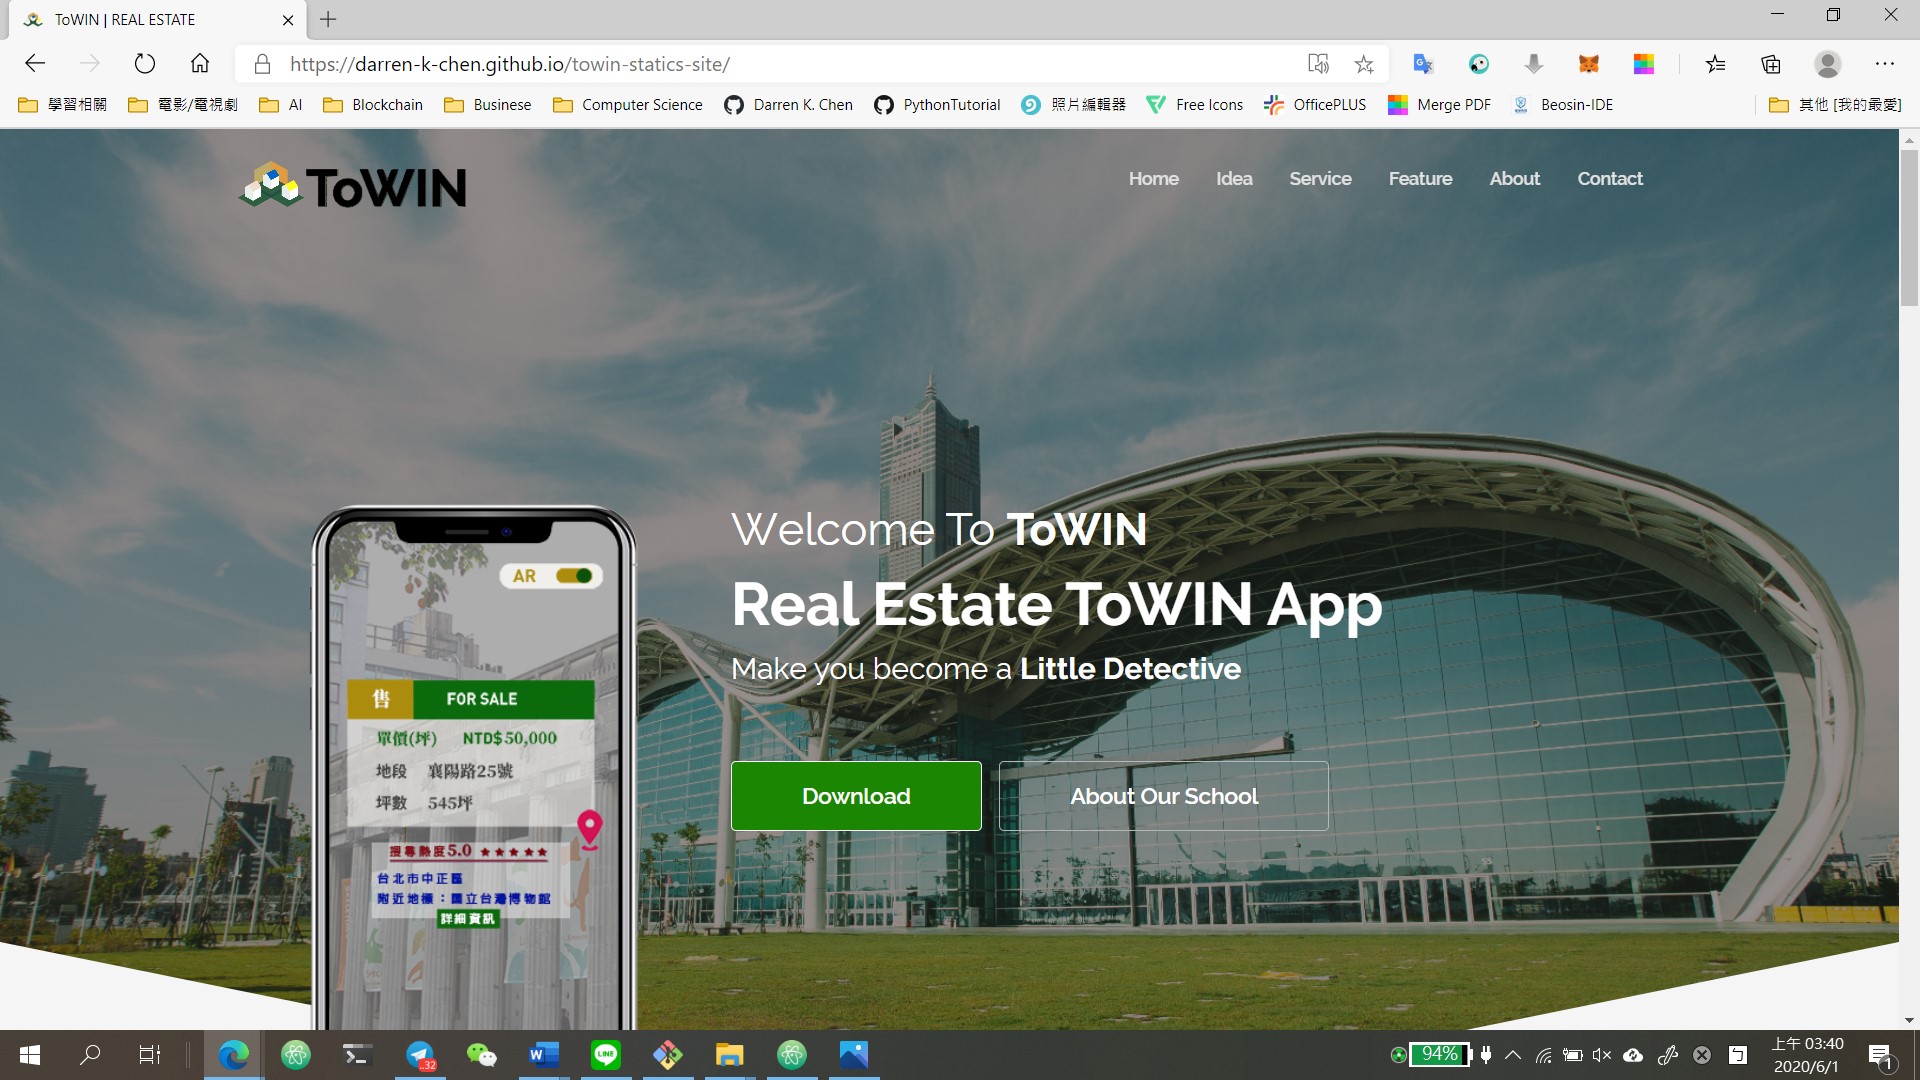 ToWIN | REAL ESTATE
https://darren-k-chen.github.io/towin-statics-site/
學習相關
電影/電視劇
AI
Blockchain
Businese
Computer Science
Darren K. Chen
PythonTutorial
照片編輯器
Free Icons
OfficePLUS
Merge PDF
Beosin-IDE
其他 [我的最愛]
ToWIN
Home
Idea
Service
Feature
About
Contact
Welcome To ToWIN
Real Estate ToWIN App
Make you become a Little Detective
Download
About Our School
AR
售 FOR SALE
單價(坪) NTD$50,000
地段 襄陽路25號
坪數 545坪
搜尋熱度5.0 ★★★★★
台北市中正區
附近地標：國立台灣博物館
詳細資訊
..32
LINE
94%
上午 03:40
2020/6/1
1